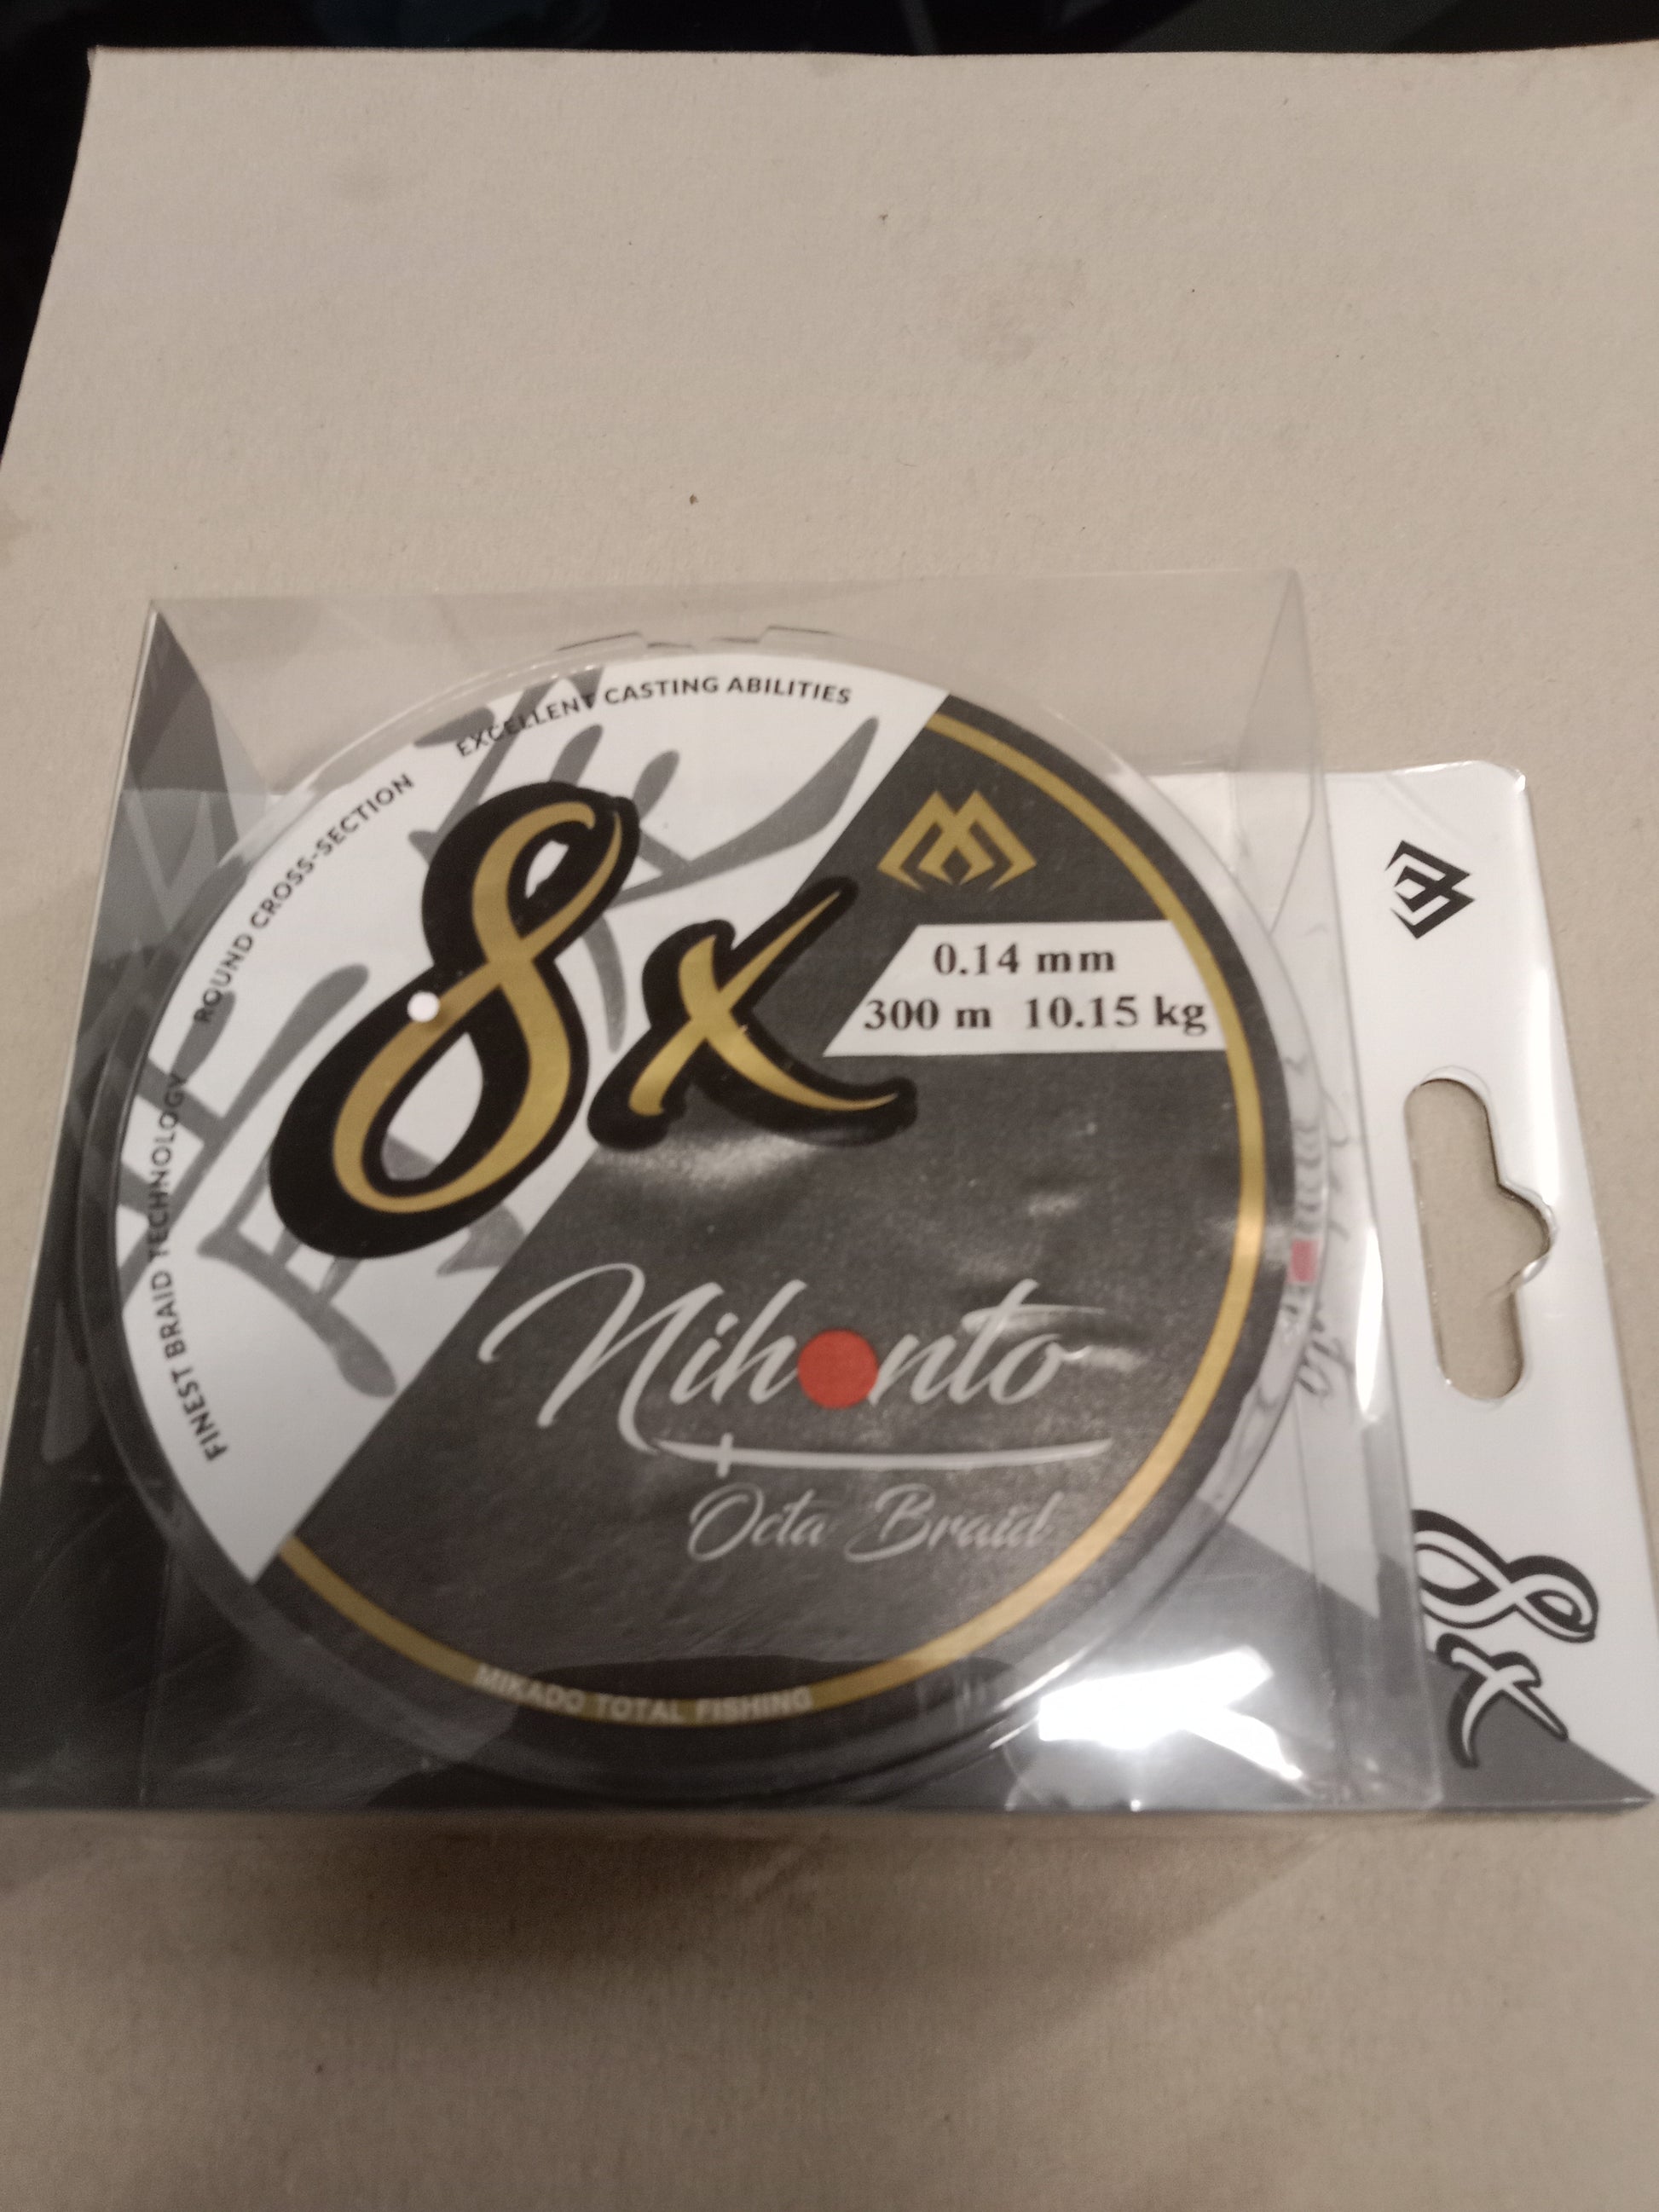 EXCELLENT CASTING ABILITIES
ROUND CROSS-SECTION
FINEST BRAID TECHNOLOGY
8x
0.14 mm
300 m 10.15 kg
Nihonto
Octa Braid
MIKADO TOTAL FISHING
8x